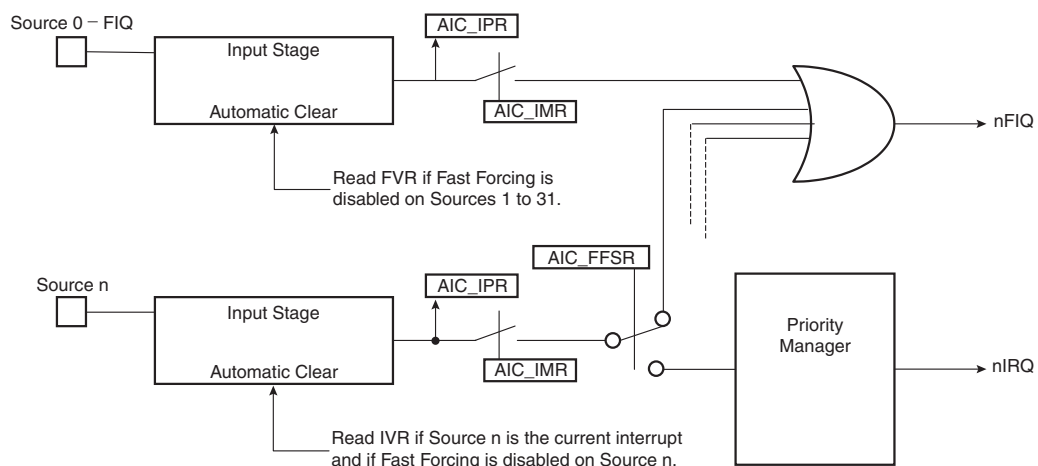 Source 0 – FIQ
AIC_IPR
Input Stage
Automatic Clear
AIC_IMR
nFIQ
Read FVR if Fast Forcing is
disabled on Sources 1 to 31.
AIC_FFSR
Source n
AIC_IPR
Input Stage
Priority
Manager
Automatic Clear
AIC_IMR
nIRQ
Read IVR if Source n is the current interrupt
and if Fast Forcing is disabled on Source n.